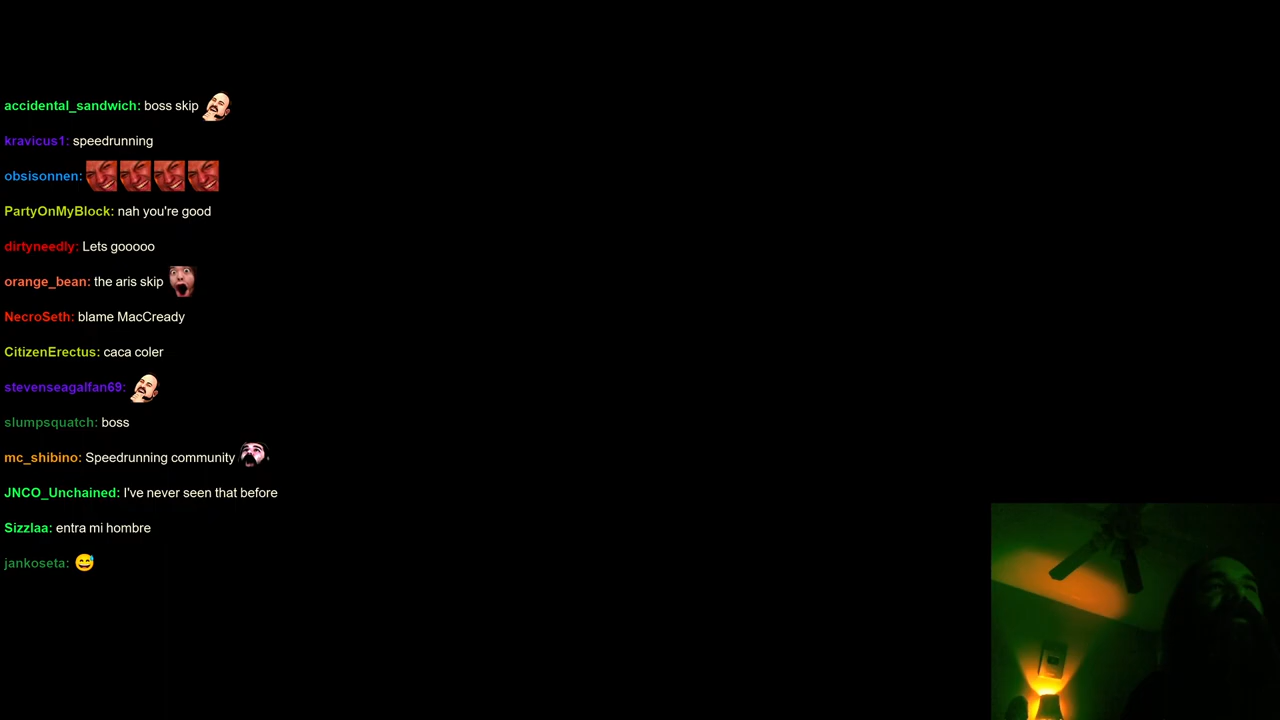 accidental_sandwich: boss skip
kravicus1: speedrunning
obsisonnen:
PartyOnMyBlock: nah you're good
dirtyneedly: Lets gooooo
orange_bean: the aris skip
NecroSeth: blame MacCready
CitizenErectus: caca coler
stevenseagalfan69:
slumpsquatch: boss
mc_shibino: Speedrunning community
JNCO_Unchained: I've never seen that before
Sizzlaa: entra mi hombre
jankoseta: 😅